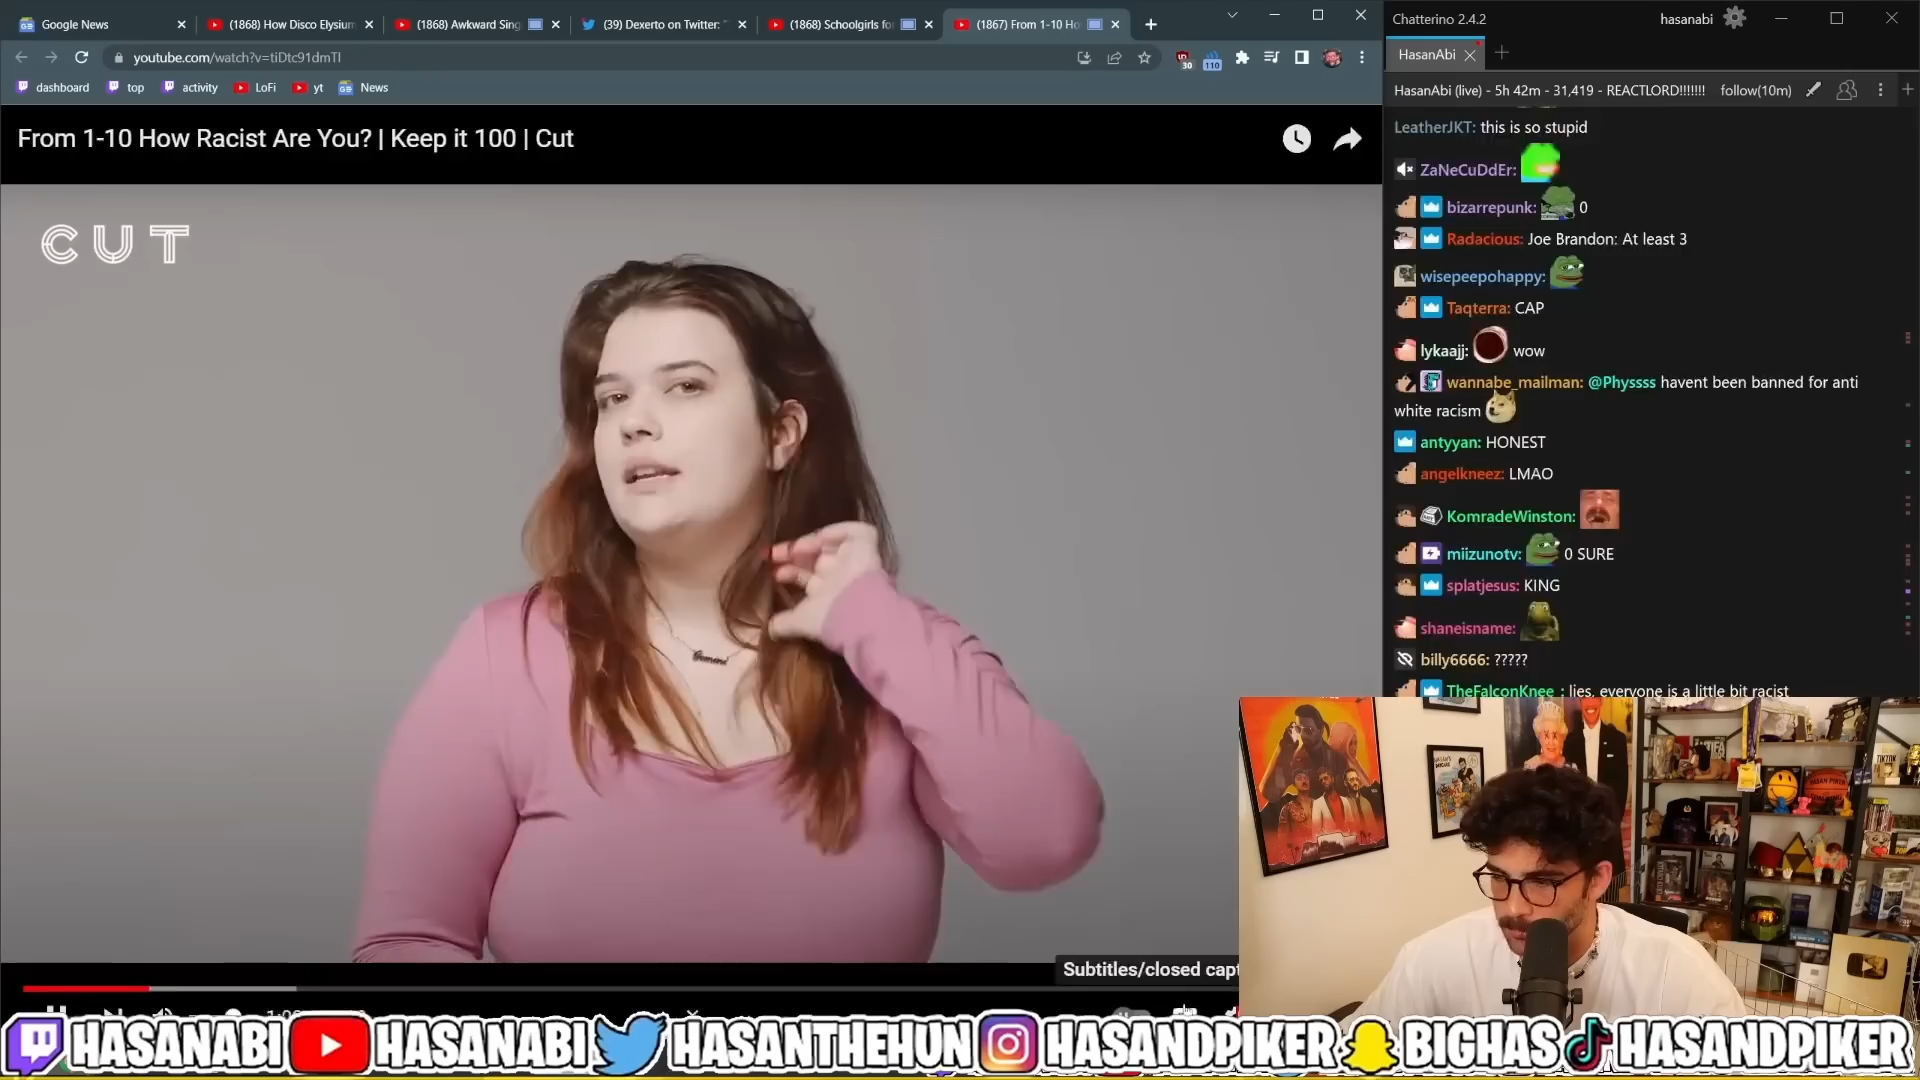 Google News
(1868) How Disco Elysium
(1868) Awkward Sing
(39) Dexerto on Twitter:
(1868) Schoolgirls fo
(1867) From 1-10 Ho
youtube.com/watch?v=tiDtc91dmTI
30
110
dashboard
top
activity
LoFi
yt
News
From 1-10 How Racist Are You? | Keep it 100 | Cut
CUT
Gemini
Subtitles/closed capt
Chatterino 2.4.2
hasanabi
HasanAbi
HasanAbi (live) - 5h 42m - 31,419 - REACTLORD!!!!!!! follow(10m)
LeatherJKT: this is so stupid
ZaNeCuDdEr:
bizarrepunk: 0
Radacious: Joe Brandon: At least 3
wisepeepohappy:
Taqterra: CAP
lykaajj: wow
wannabe_mailman: @Physsss havent been banned for anti
white racism
antyyan: HONEST
angelkneez: LMAO
KomradeWinston:
miizunotv: 0 SURE
splatjesus: KING
shaneisname:
billy6666: ?????
TheFalconKnee : lies, everyone is a little bit racist
HASANABI HASANABI HASANTHEHUN HASANDPIKER BIGHAS HASANDPIKER